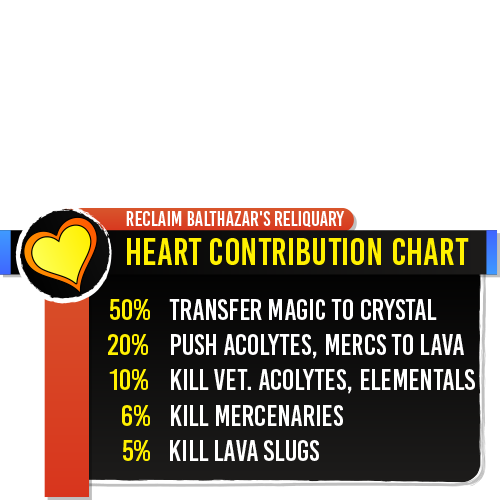 RECLAIM BALTHAZAR'S RELIQUARY
HEART CONTRIBUTION CHART
50% TRANSFER MAGIC TO CRYSTAL
20% PUSH ACOLYTES, MERCS TO LAVA
10% KILL VET. ACOLYTES, ELEMENTALS
6% KILL MERCENARIES
5% KILL LAVA SLUGS